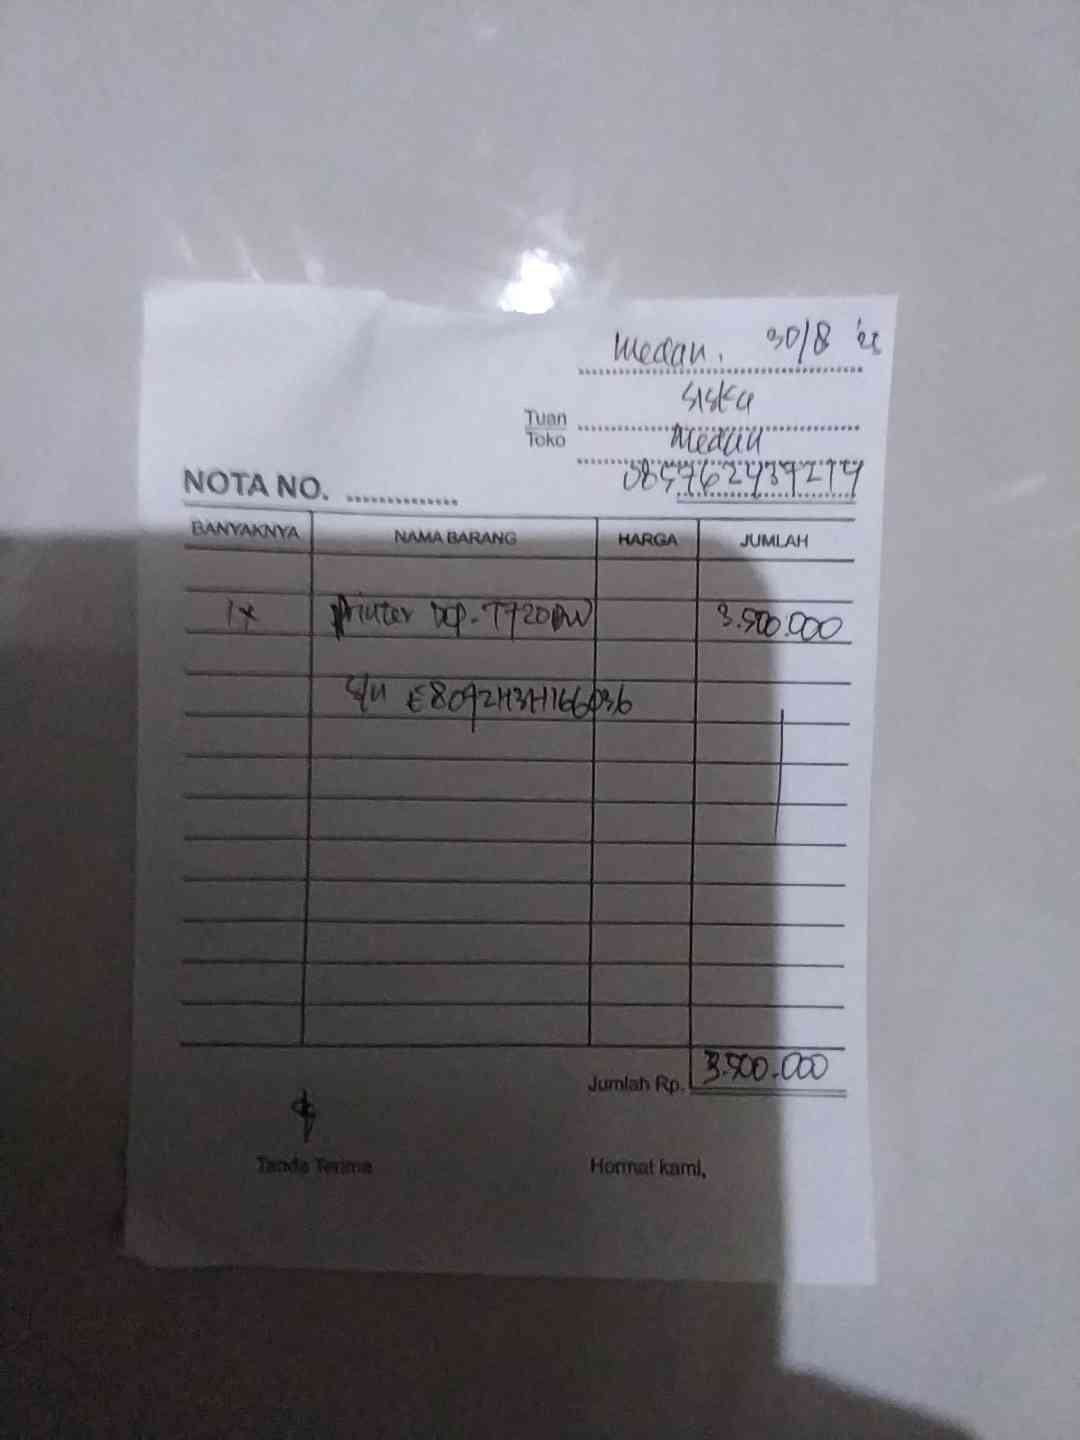 Medan, 30/8 '23
Siska
Tuan
Toko
Medan
NOTA NO. ..............
BANYAKNYA NAMA BARANG HARGA JUMLAH
1x Printer DCP-T720DW 3.500.000
S/N E8092H3H166036
Jumlah Rp. 3.500.000
Tanda Terima Hormat kami,